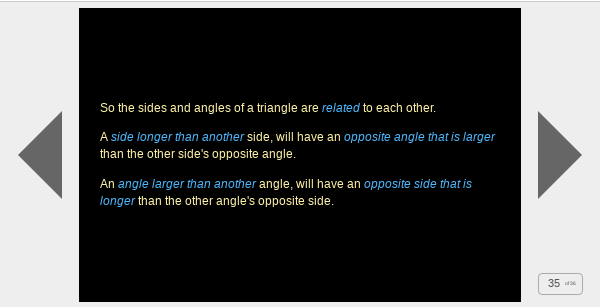 So the sides and angles of a triangle are related to each other.
A side longer than another side, will have an opposite angle that is larger
than the other side's opposite angle.
An angle larger than another angle, will have an opposite side that is
longer than the other angle's opposite side.
35 of 36